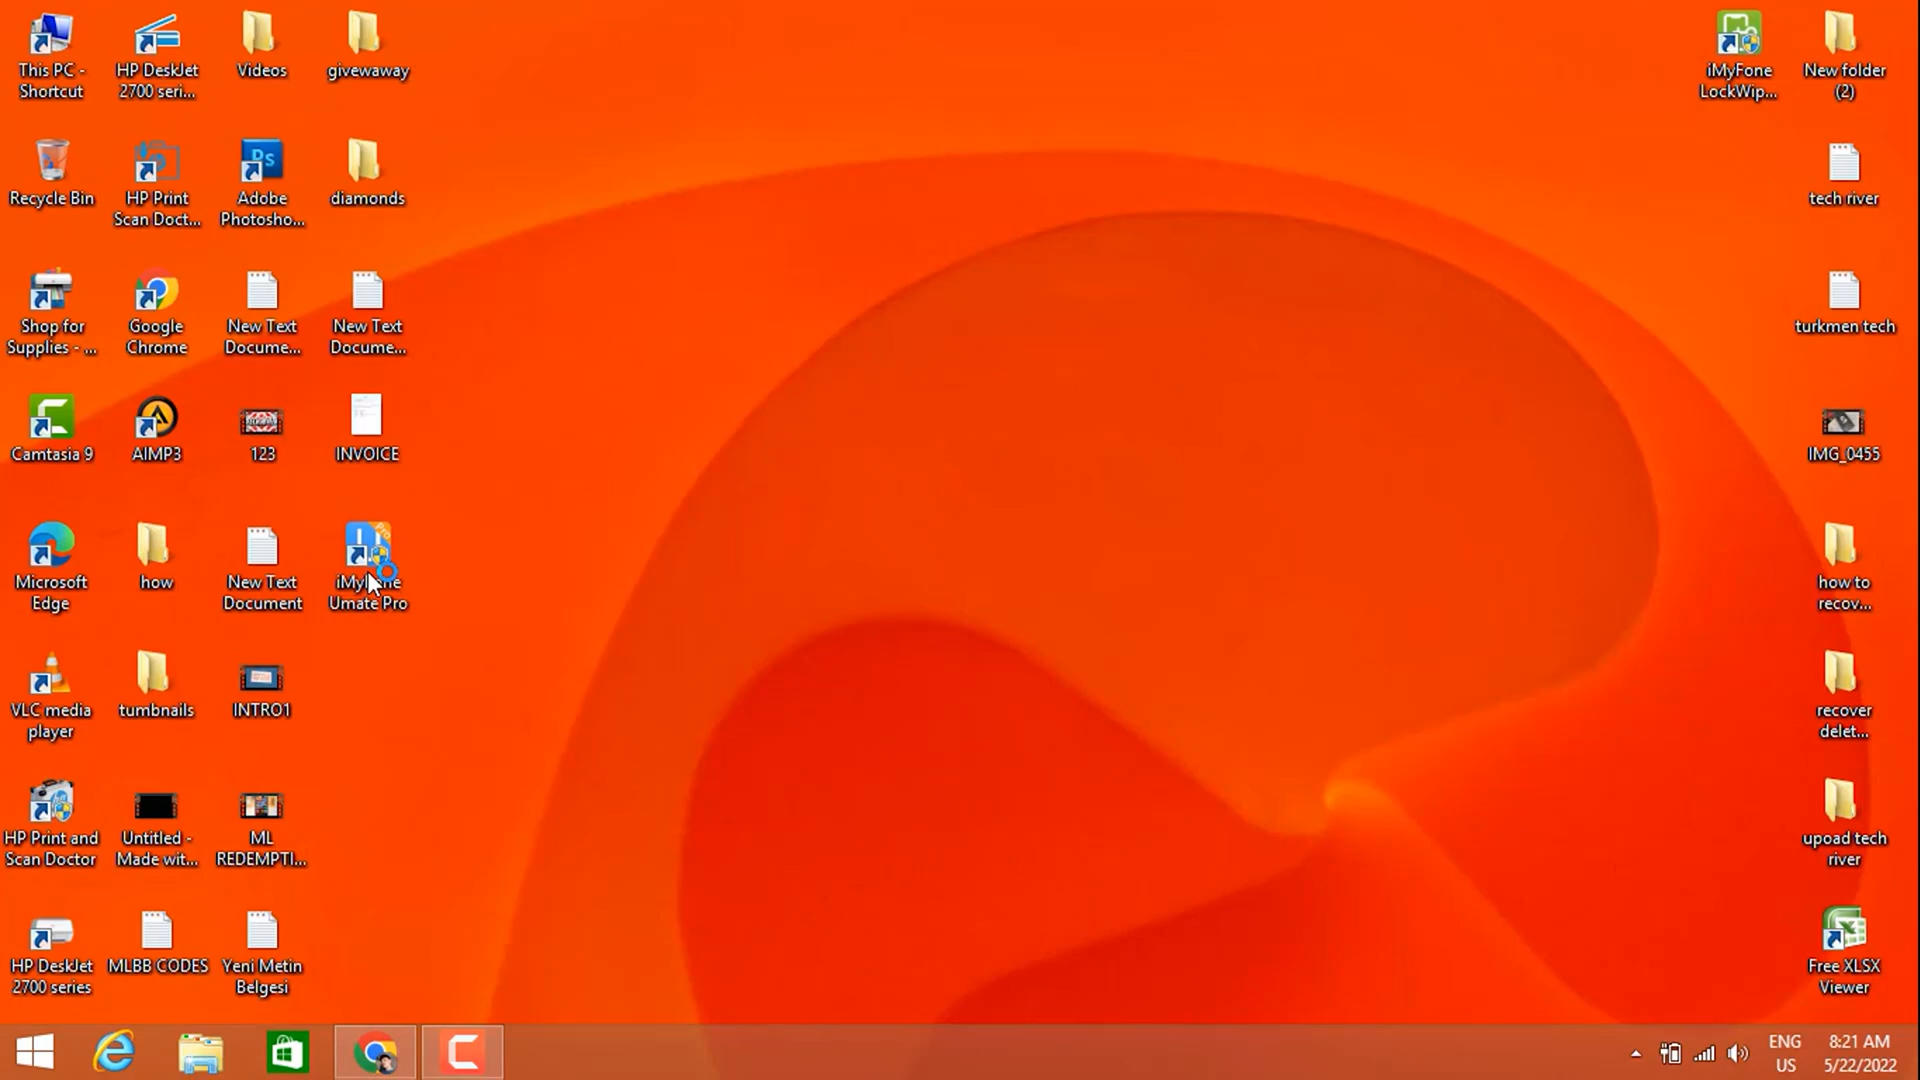 This PC -
Shortcut
HP DeskJet
2700 seri...
Videos
givewaway
iMyFone
LockWip...
New folder
(2)
Recycle Bin
HP Print
Scan Doct...
Ps
Adobe
Photosho...
diamonds
tech river
Shop for
Supplies - ...
Google
Chrome
New Text
Docume...
New Text
Docume...
turkmen tech
Camtasia 9
AIMP3
123
INVOICE
IMG_0455
Microsoft
Edge
how
New Text
Document
Umate Pro
how to
recov...
VLC media
player
tumbnails
INTRO1
recover
delet...
HP Print and
Scan Doctor
Untitled -
Made wit...
ML
REDEMPTI...
upoad tech
river
HP DeskJet
2700 series
MLBB CODES
Yeni Metin
Belgesi
Free XLSX
Viewer
ENG
US
8:21 AM
5/22/2022